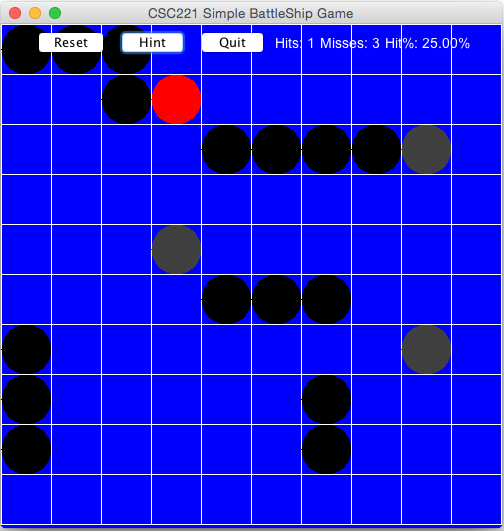 CSC221 Simple BattleShip Game
Reset Hint Quit Hits: 1 Misses: 3 Hit%: 25.00%